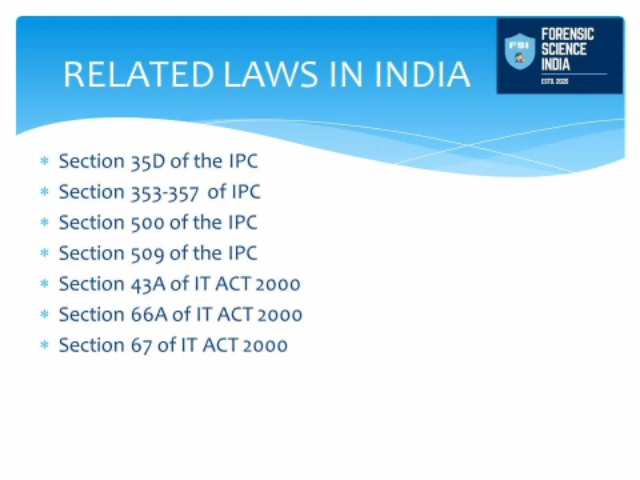 RELATED LAWS IN INDIA
FSI
FORENSIC
SCIENCE
INDIA
ESTD. 2020
* Section 35D of the IPC
* Section 353-357 of IPC
* Section 500 of the IPC
* Section 509 of the IPC
* Section 43A of IT ACT 2000
* Section 66A of IT ACT 2000
* Section 67 of IT ACT 2000